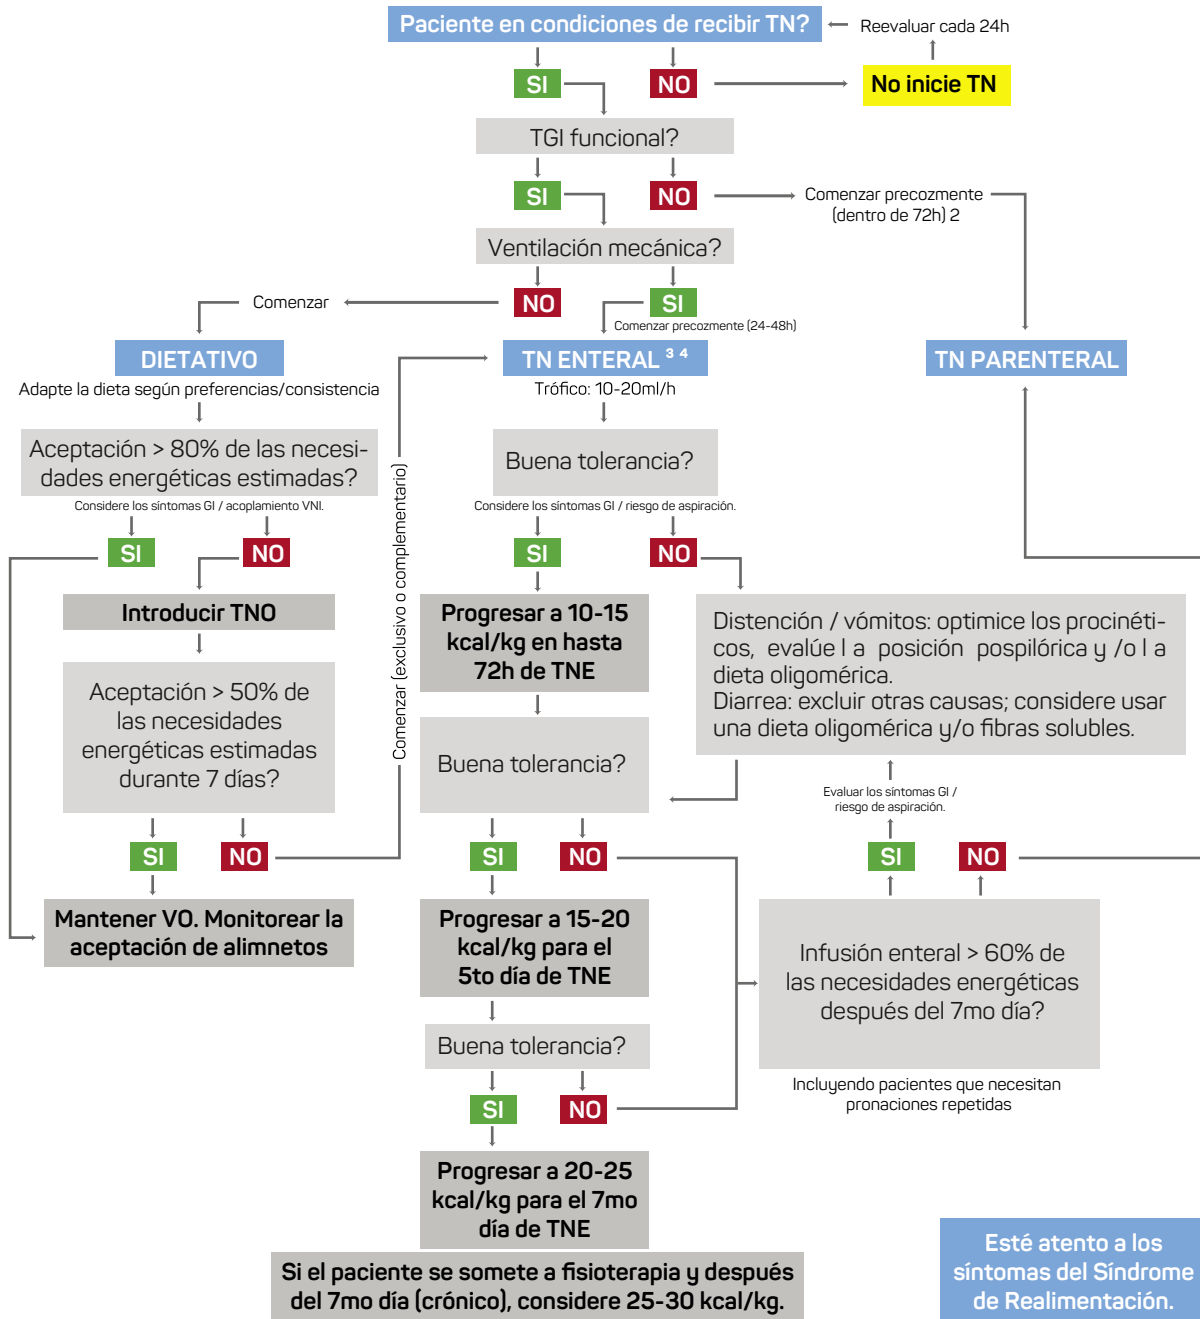 Paciente en condiciones de recibir TN?
Reevaluar cada 24h
SI
NO
No inicie TN
TGI funcional?
SI
NO
Comenzar precozmente
(dentro de 72h) 2
Ventilación mecánica?
Comenzar
NO
SI
Comenzar precozmente (24-48h)
DIETATIVO
TN ENTERAL 3 4
TN PARENTERAL
Adapte la dieta según preferencias/consistencia
Trófico: 10-20ml/h
Aceptación > 80% de las necesi-
dades energéticas estimadas?
Considere los síntomas GI / acoplamiento VNI.
SI
NO
Introducir TNO
Aceptación > 50% de
las necesidades
energéticas estimadas
durante 7 días?
SI
NO
Mantener VO. Monitorear la
aceptación de alimnetos
Comenzar (exclusivo o complementario)
Buena tolerancia?
Considere los síntomas GI / riesgo de aspiración.
SI
NO
Progresar a 10-15
kcal/kg en hasta
72h de TNE
Distención / vómitos: optimice los procinéti-
cos, evalúe l a posición pospilórica y /o l a
dieta oligomérica.
Diarrea: excluir otras causas; considere usar
una dieta oligomérica y/o fibras solubles.
Buena tolerancia?
Evaluar los síntomas GI /
riesgo de aspiración.
SI
NO
SI
NO
Progresar a 15-20
kcal/kg para el
5to día de TNE
Infusión enteral > 60% de
las necesidades energéticas
después del 7mo día?
Incluyendo pacientes que necesitan
pronaciones repetidas
Buena tolerancia?
SI
NO
Progresar a 20-25
kcal/kg para el 7mo
día de TNE
Si el paciente se somete a fisioterapia y después
del 7mo día (crónico), considere 25-30 kcal/kg.
Esté atento a los
síntomas del Síndrome
de Realimentación.